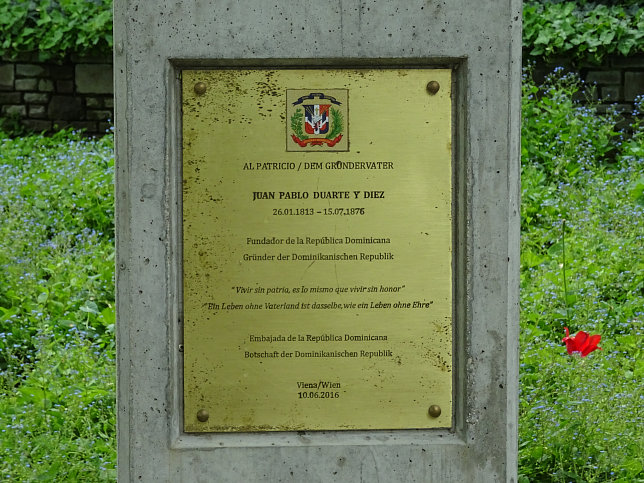 AL PATRICIO / DEM GRÜNDERVATER
JUAN PABLO DUARTE Y DIEZ
26.01.1813 – 15.07.1876
Fundador de la República Dominicana
Gründer der Dominikanischen Republik
"Vivir sin patria, es lo mismo que vivir sin honor"
"Ein Leben ohne Vaterland ist dasselbe, wie ein Leben ohne Ehre"
Embajada de la República Dominicana
Botschaft der Dominikanischen Republik
Viena/Wien
10.06.2016